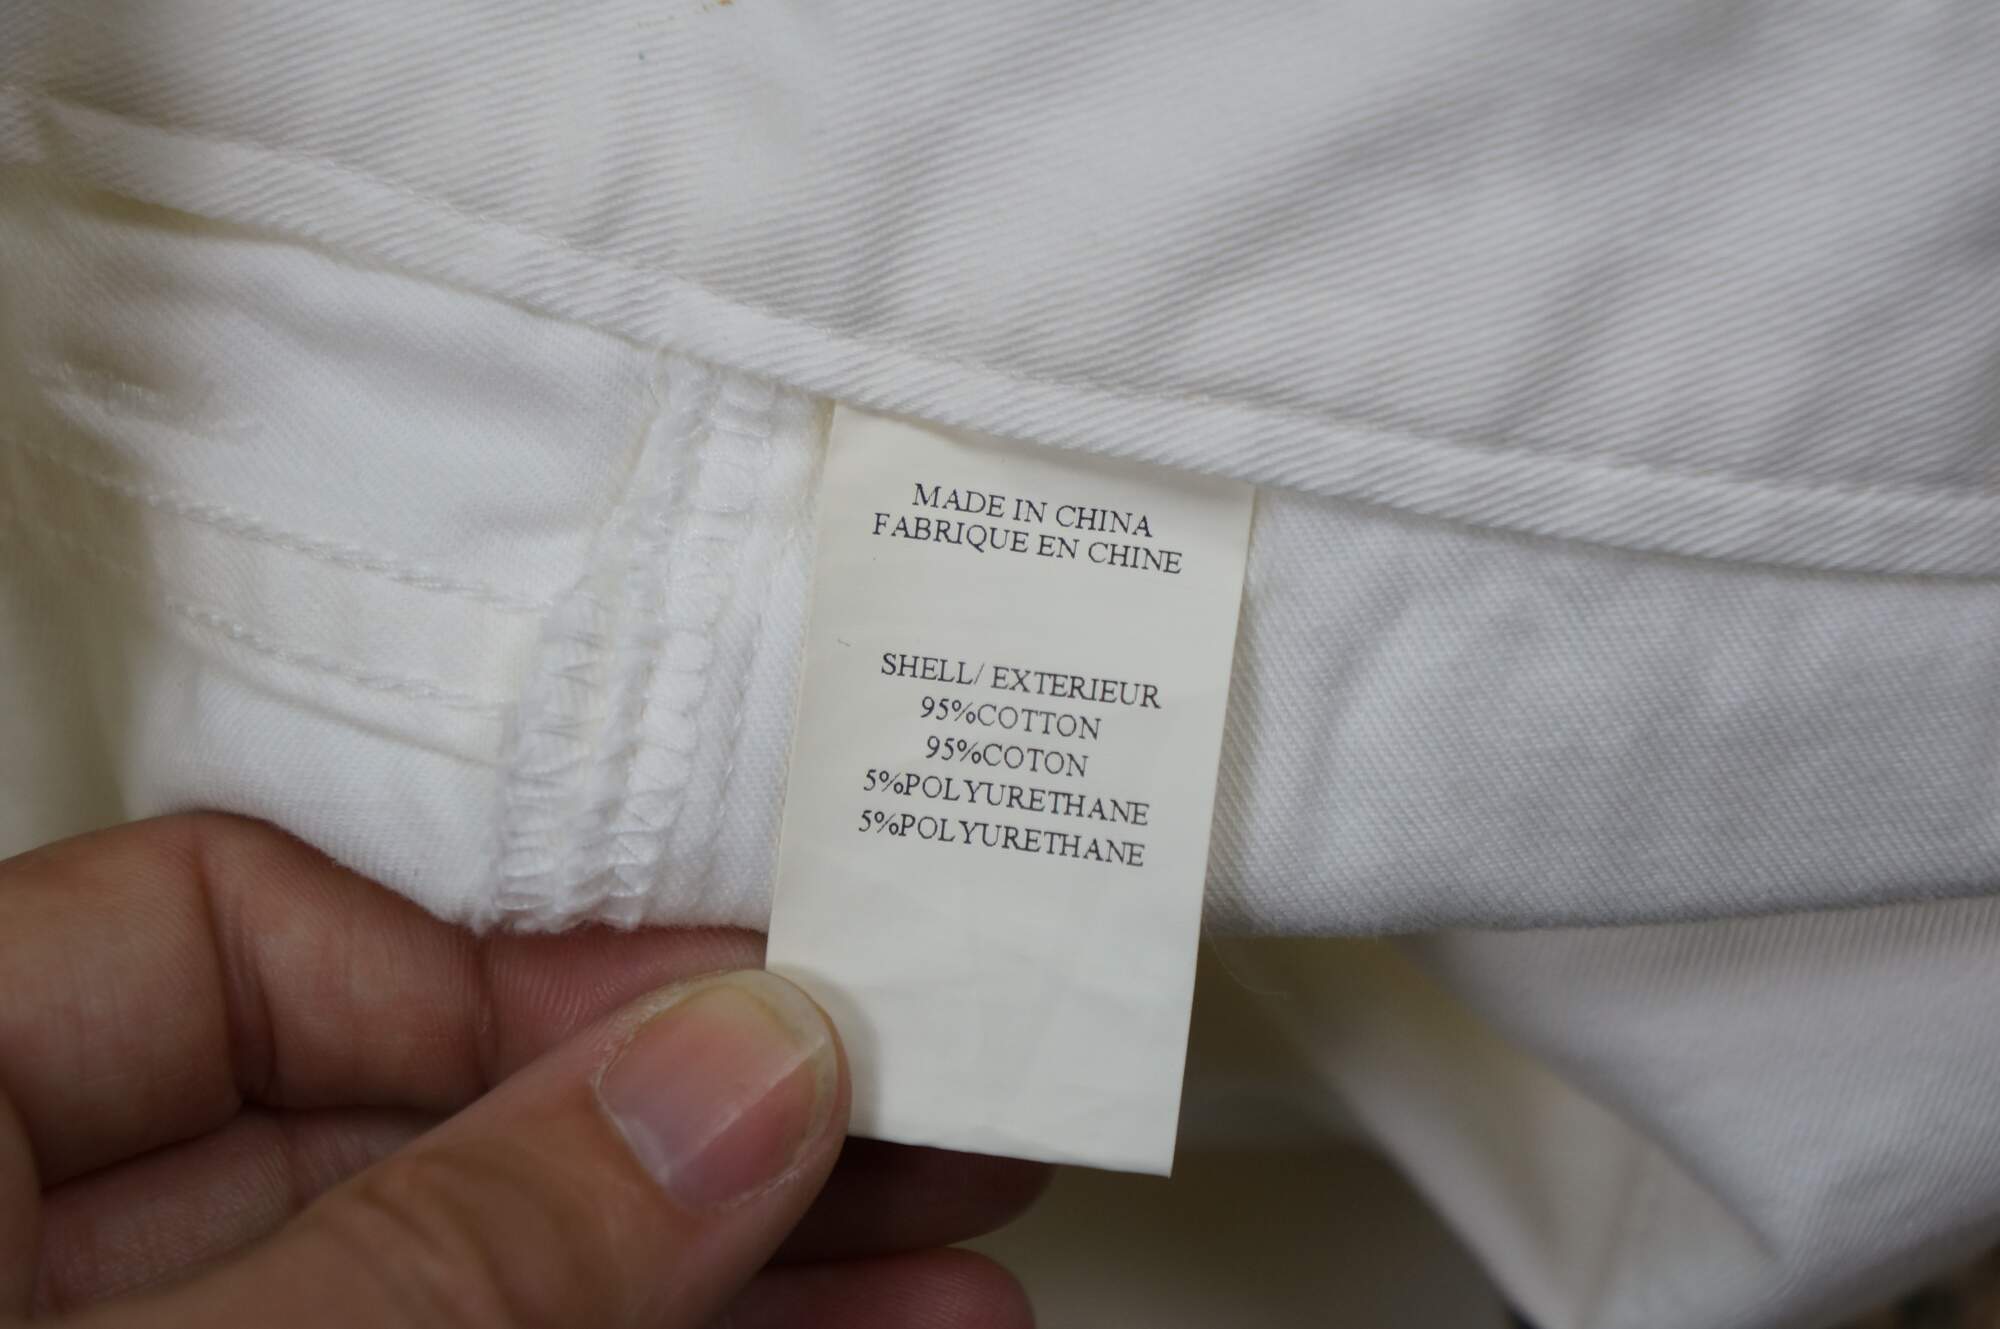 MADE IN CHINA
FABRIQUE EN CHINE
SHELL/ EXTERIEUR
95%COTTON
95%COTON
5%POLYURETHANE
5%POLYURETHANE